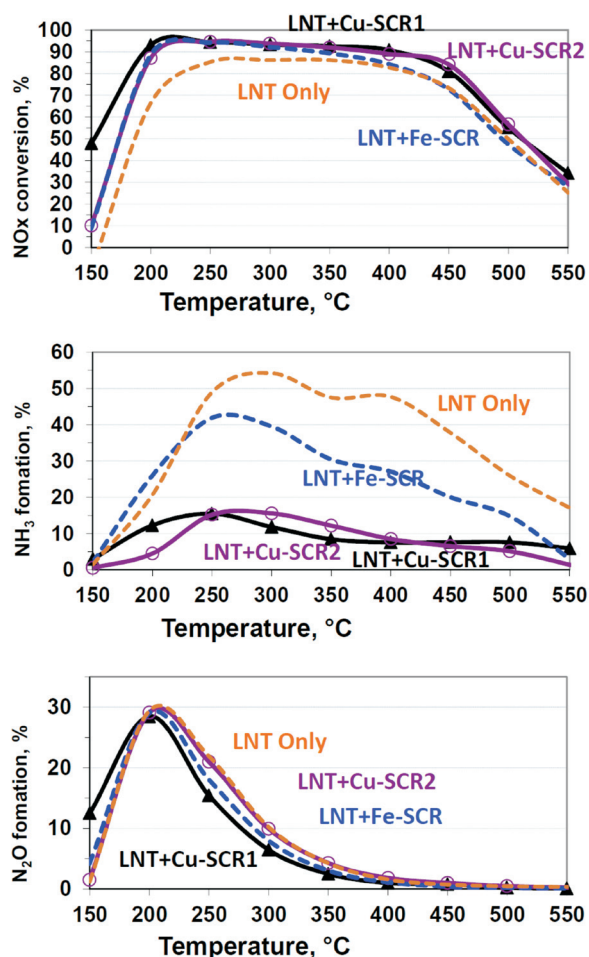 LNT+Cu-SCR1
LNT+Cu-SCR2
LNT Only
LNT+Fe-SCR
NOx conversion, %
100
90
80
70
60
50
40
30
20
10
0
150 200 250 300 350 400 450 500 550
Temperature, °C
NH3 fomation, %
60
50
40
30
20
10
0
LNT Only
LNT+Fe-SCR
LNT+Cu-SCR2
LNT+Cu-SCR1
150 200 250 300 350 400 450 500 550
Temperature, °C
N2O fomation, %
30
20
10
0
LNT Only
LNT+Cu-SCR2
LNT+Fe-SCR
LNT+Cu-SCR1
150 200 250 300 350 400 450 500 550
Temperature, °C